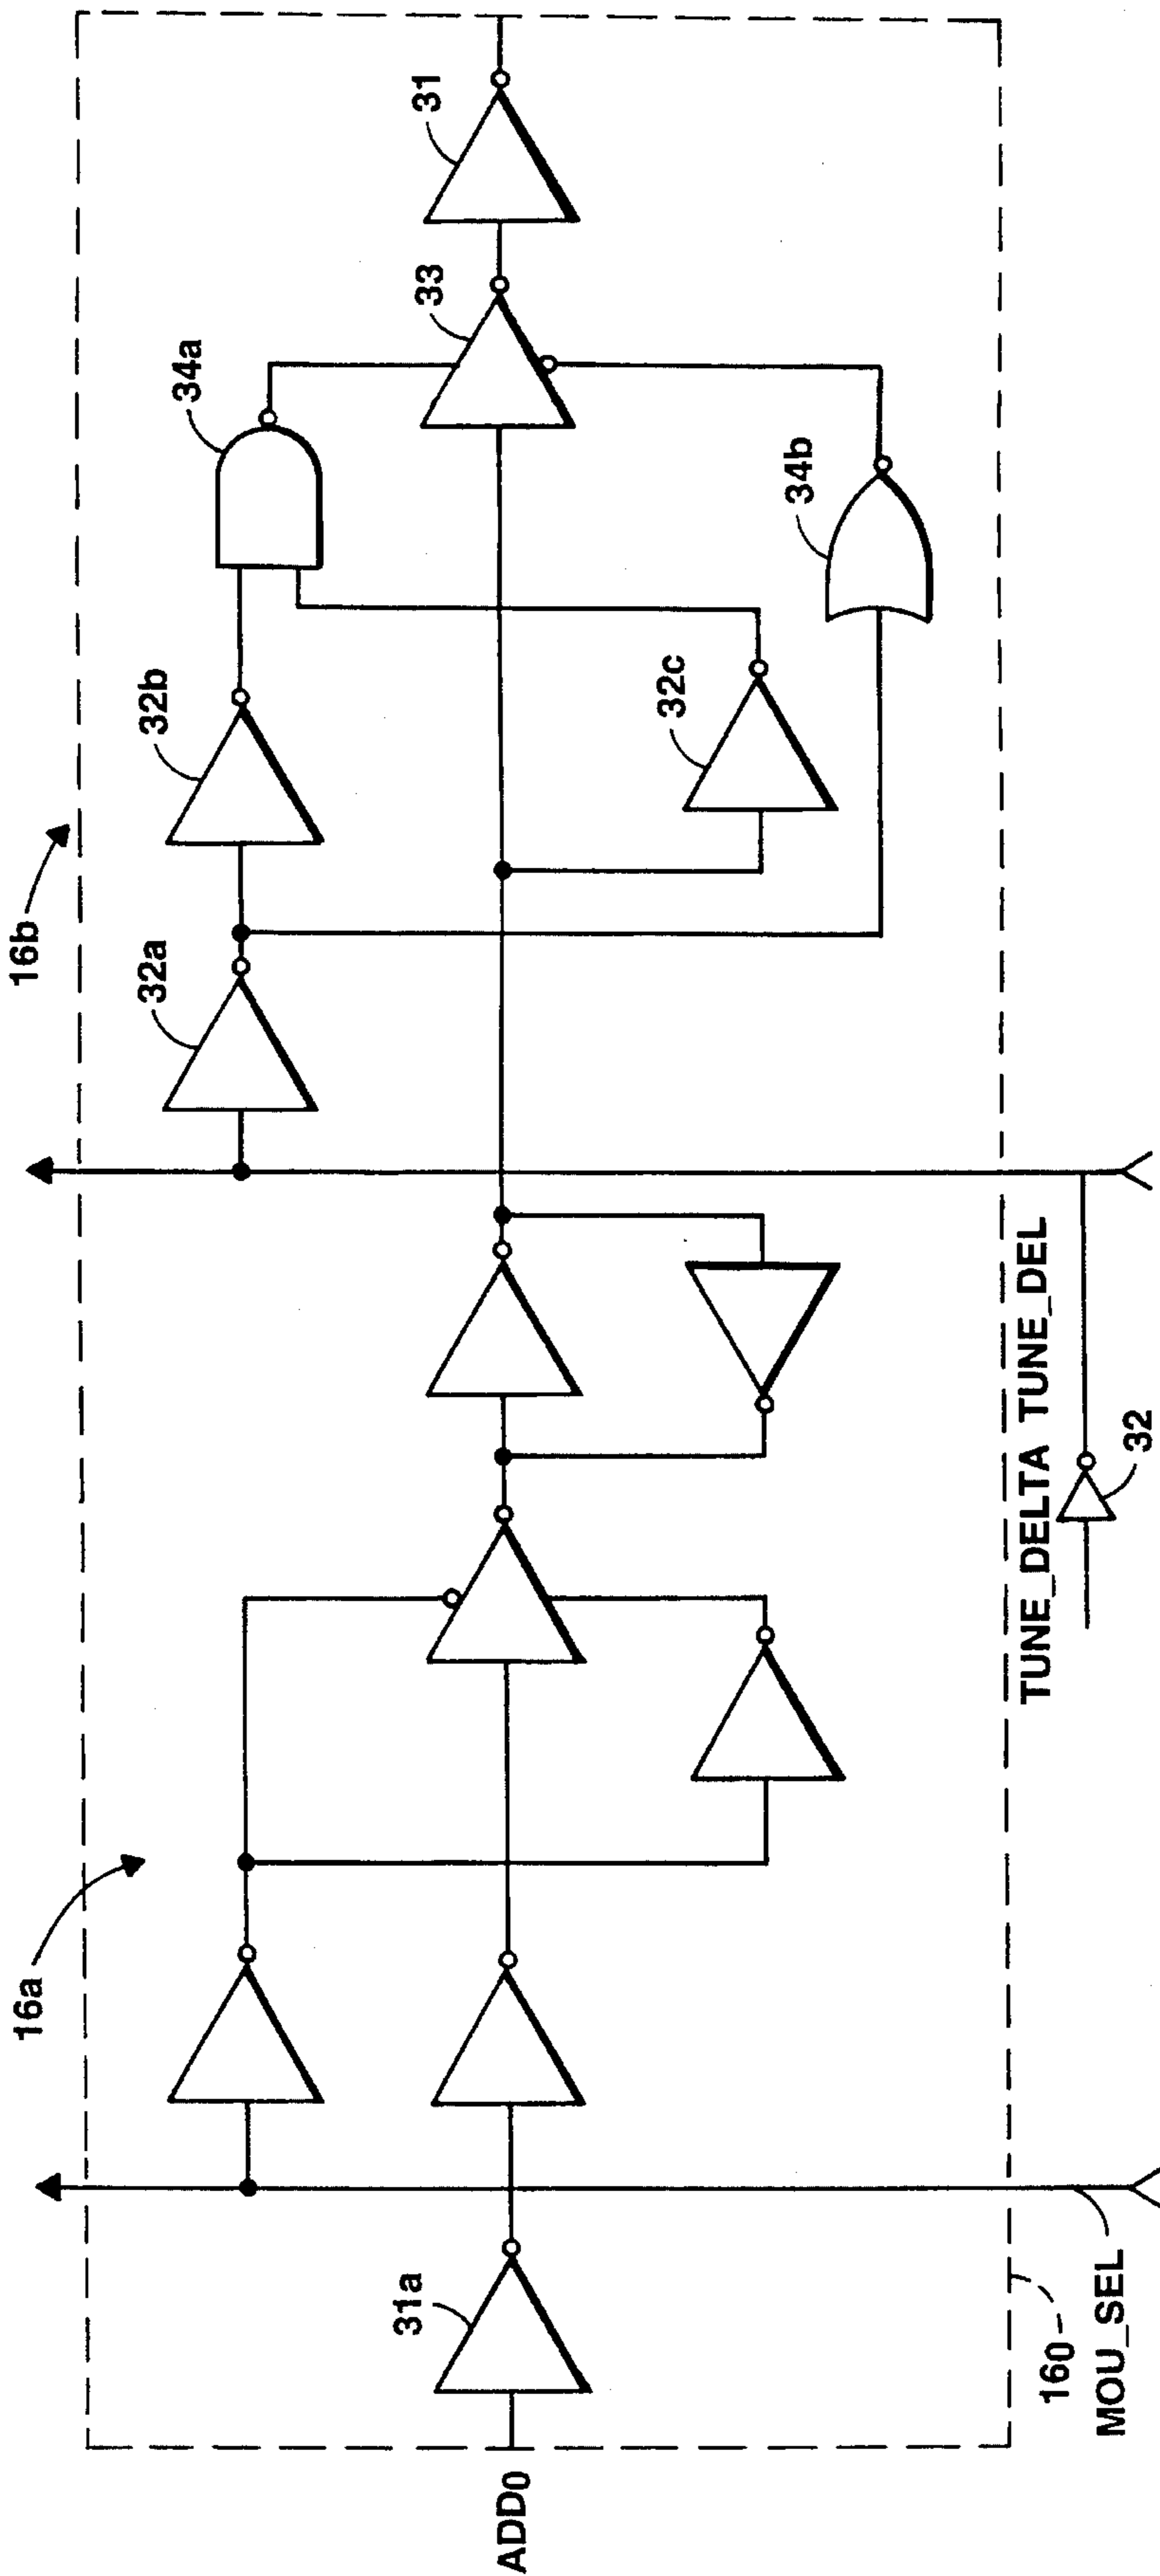 16a
16b
32a
32b
34a
33
31
31a
32c
34b
ADD0
160
MOU_SEL
TUNE_DELTA TUNE_DEL
32